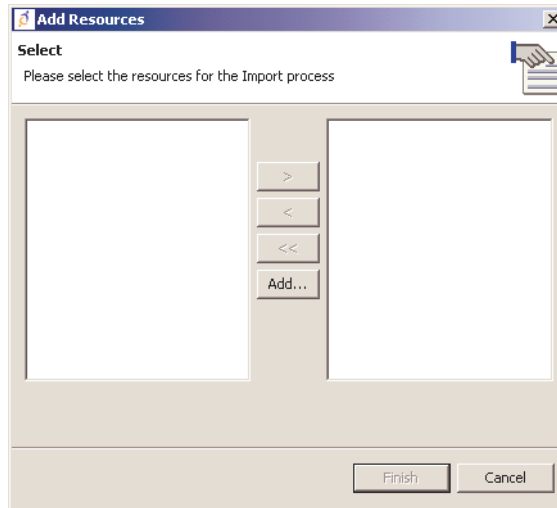 Add Resources
Select
Please select the resources for the Import process
>
<
<<
Add...
Finish
Cancel